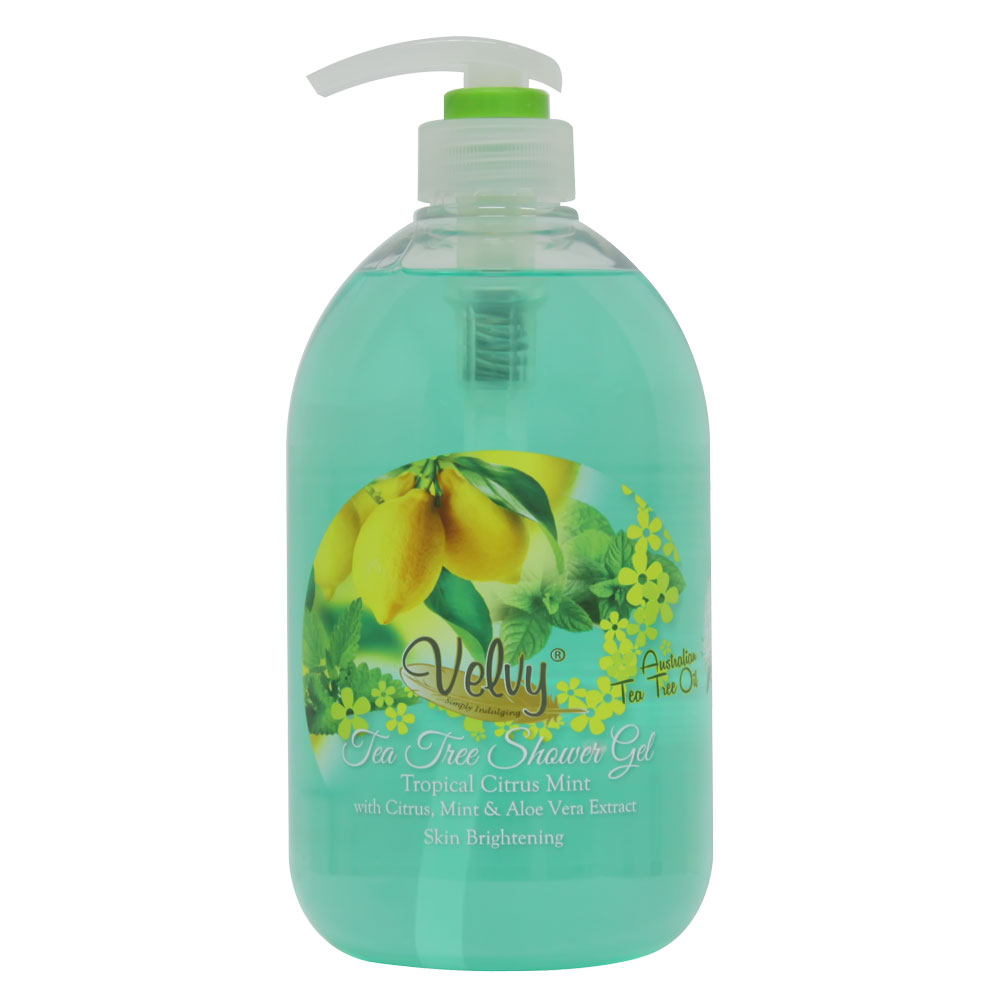 Velvy®
Simply Indulging
Australian
Tea Tree Oil
Tea Tree Shower Gel
Tropical Citrus Mint
with Citrus, Mint & Aloe Vera Extract
Skin Brightening